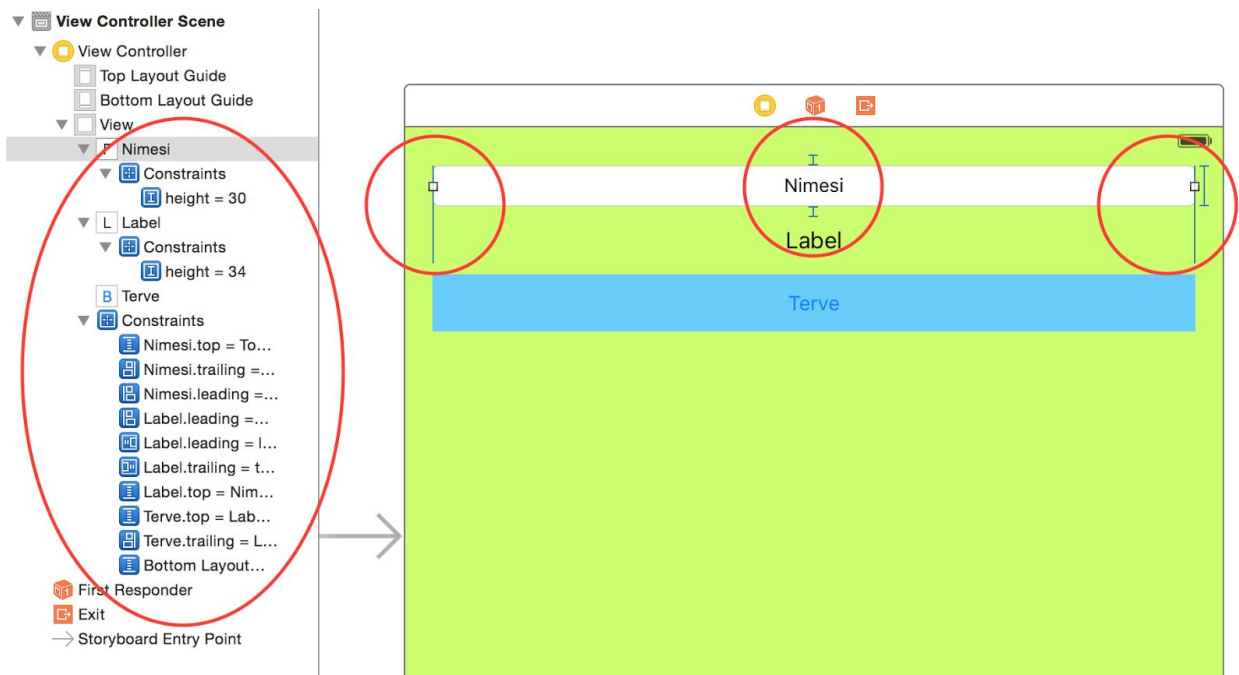 View Controller Scene
View Controller
Top Layout Guide
Bottom Layout Guide
View
F Nimesi
Constraints
height = 30
L Label
Constraints
height = 34
B Terve
Constraints
Nimesi.top = To...
Nimesi.trailing =...
Nimesi.leading =...
Label.leading =...
Label.leading = l...
Label.trailing = t...
Label.top = Nim...
Terve.top = Lab...
Terve.trailing = L...
Bottom Layout...
First Responder
Exit
Storyboard Entry Point
Nimesi
Label
Terve